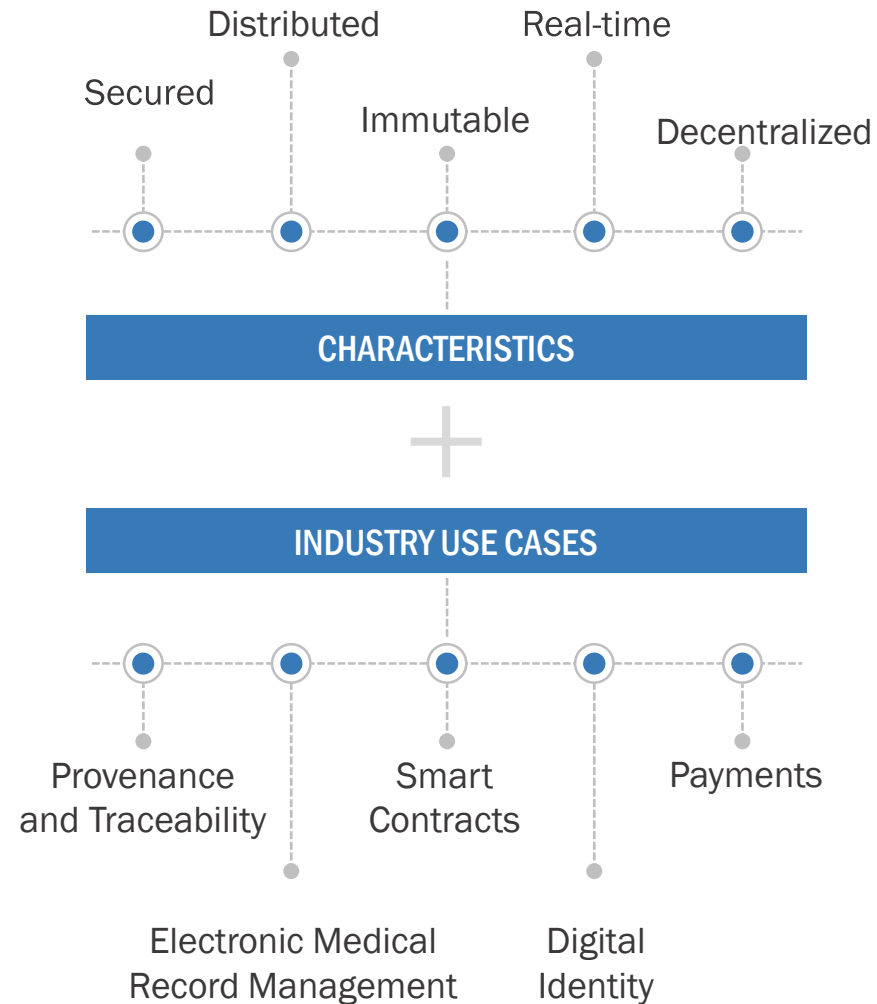 Distributed
Real-time
Secured
Immutable
Decentralized
CHARACTERISTICS
INDUSTRY USE CASES
Provenance
and Traceability
Smart
Contracts
Payments
Electronic Medical
Record Management
Digital
Identity